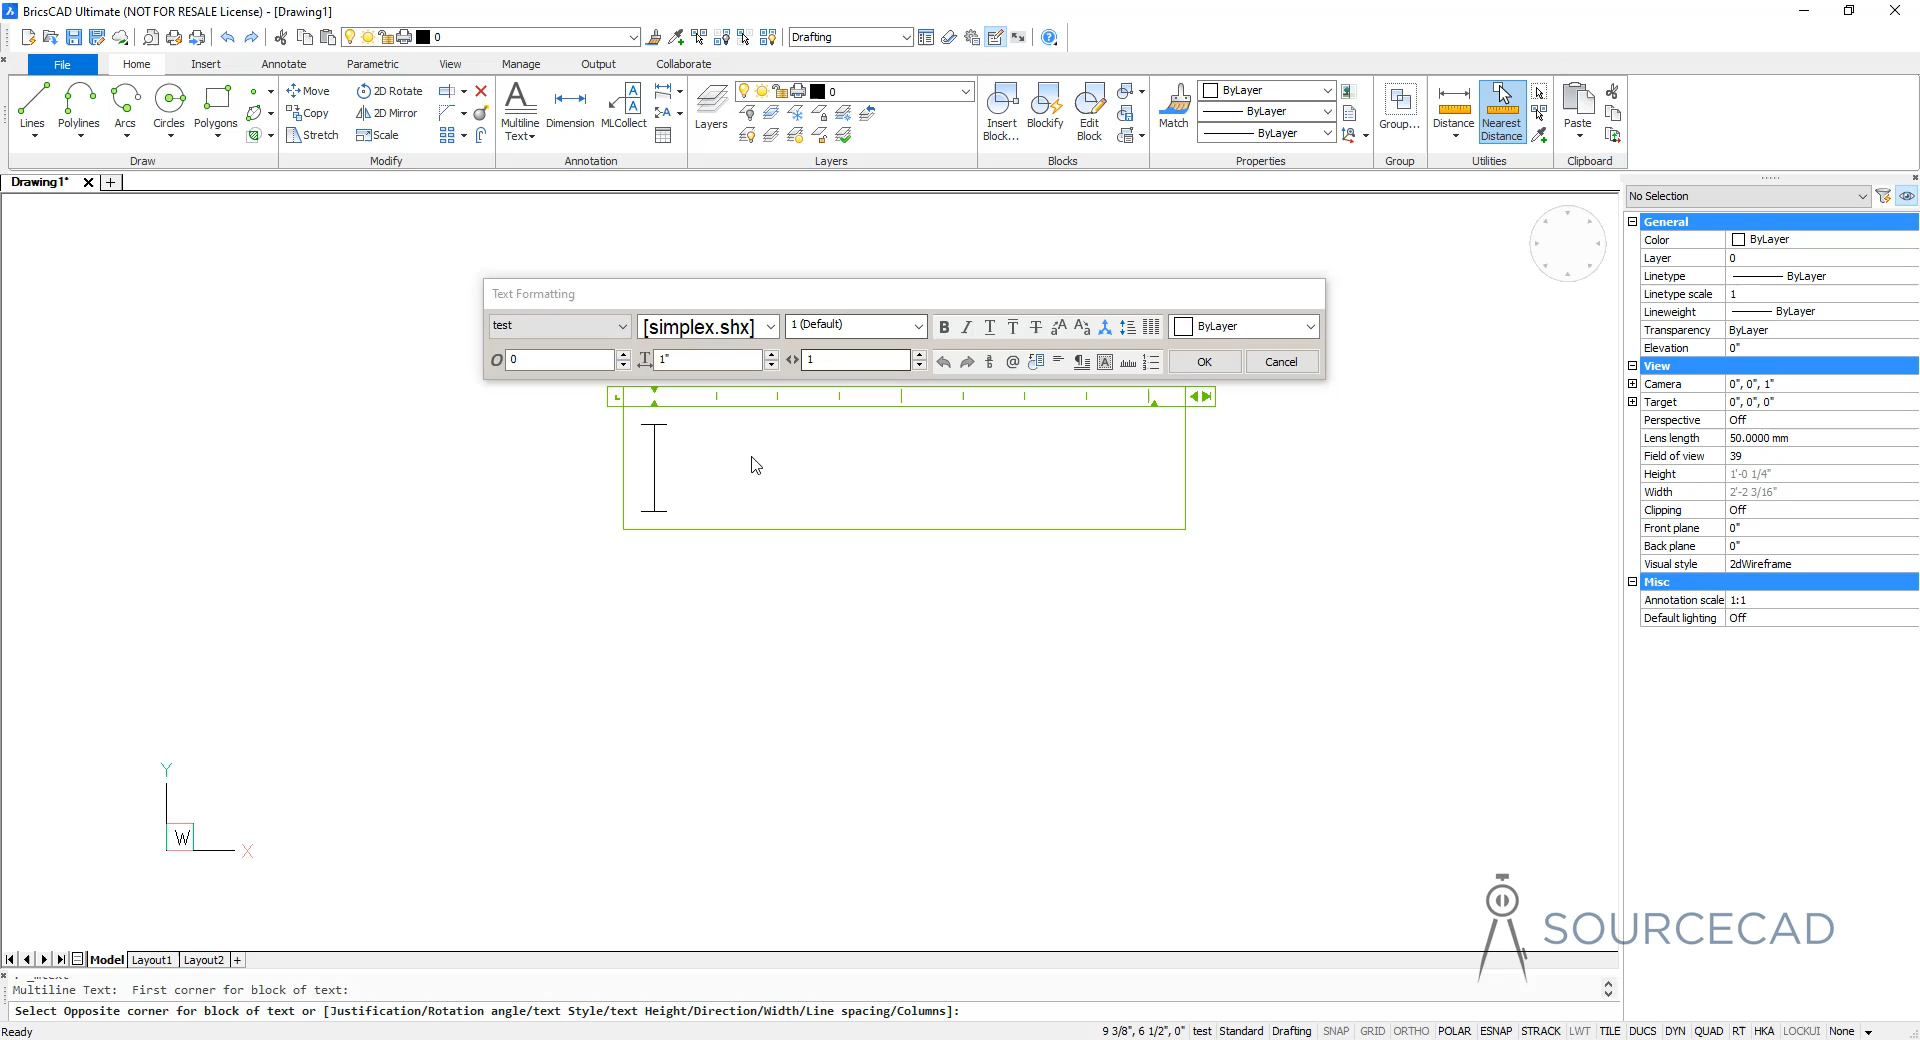 BricsCAD Ultimate (NOT FOR RESALE License) - [Drawing1]
0
Drafting
File Home Insert Annotate Parametric View Manage Output Collaborate
Lines Polylines Arcs Circles Polygons
Draw
Move 2D Rotate
Copy 2D Mirror
Stretch Scale
Modify
Multiline Text Dimension MLCollect
Annotation
Layers
0
Layers
Insert Block... Blockify Edit Block
Blocks
Match
ByLayer
ByLayer
ByLayer
Properties
Group...
Group
Distance Nearest Distance
Utilities
Paste
Clipboard
Drawing1*
No Selection
General
Color ByLayer
Layer 0
Linetype ByLayer
Linetype scale 1
Lineweight ByLayer
Transparency ByLayer
Elevation 0"
View
Camera 0", 0", 1"
Target 0", 0", 0"
Perspective Off
Lens length 50.0000 mm
Field of view 39
Height 1'-0 1/4"
Width 2'-2 3/16"
Clipping Off
Front plane 0"
Back plane 0"
Visual style 2dWireframe
Misc
Annotation scale 1:1
Default lighting Off
Text Formatting
test [simplex.shx] 1 (Default) ByLayer
0 1" 1 OK Cancel
Y
W X
SOURCECAD
Model Layout1 Layout2 +
Multiline Text: First corner for block of text:
Select Opposite corner for block of text or [Justification/Rotation angle/text Style/text Height/Direction/Width/Line spacing/Columns]:
Ready
9 3/8", 6 1/2", 0" test Standard Drafting SNAP GRID ORTHO POLAR ESNAP STRACK LWT TILE DUCS DYN QUAD RT HKA LOCKUI None